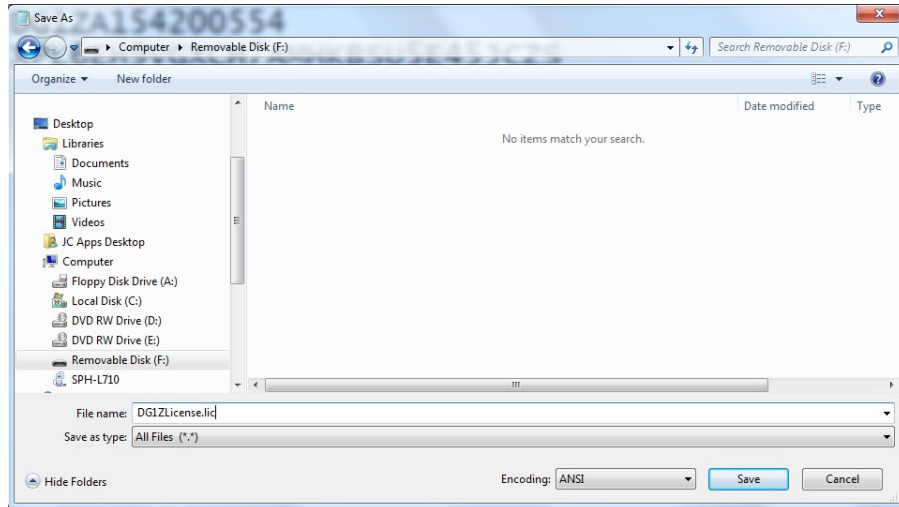 Save As
DG1ZA154200554
Computer ▸ Removable Disk (F:)
Search Removable Disk (F:)
Organize
New folder
Name
Date modified
Type
No items match your search.
Desktop
Libraries
Documents
Music
Pictures
Videos
JC Apps Desktop
Computer
Floppy Disk Drive (A:)
Local Disk (C:)
DVD RW Drive (D:)
DVD RW Drive (E:)
Removable Disk (F:)
SPH-L710
File name: DG1ZLicense.lic
Save as type: All Files (*.*)
Hide Folders
Encoding: ANSI
Save
Cancel